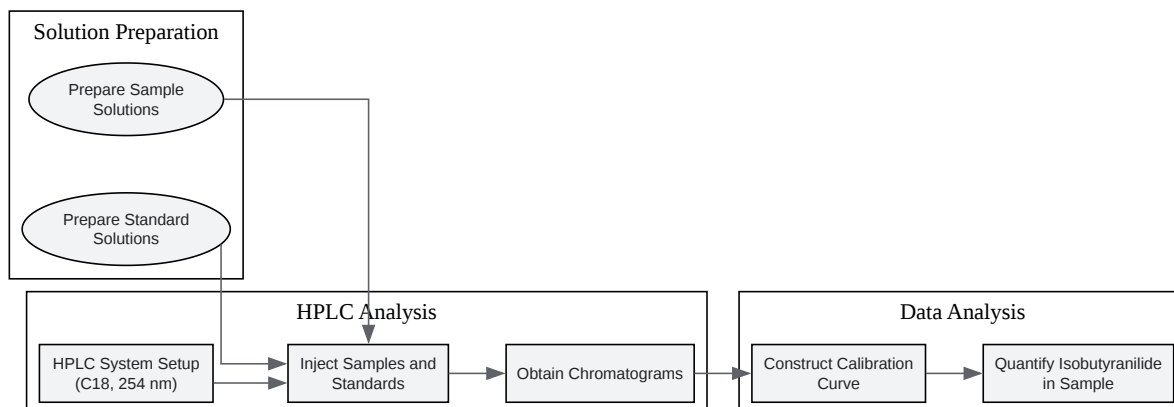 Solution Preparation
Prepare Sample
Solutions
Prepare Standard
Solutions
HPLC Analysis
HPLC System Setup
(C18, 254 nm)
Inject Samples and
Standards
Obtain Chromatograms
Data Analysis
Construct Calibration
Curve
Quantify Isobutyranilide
in Sample